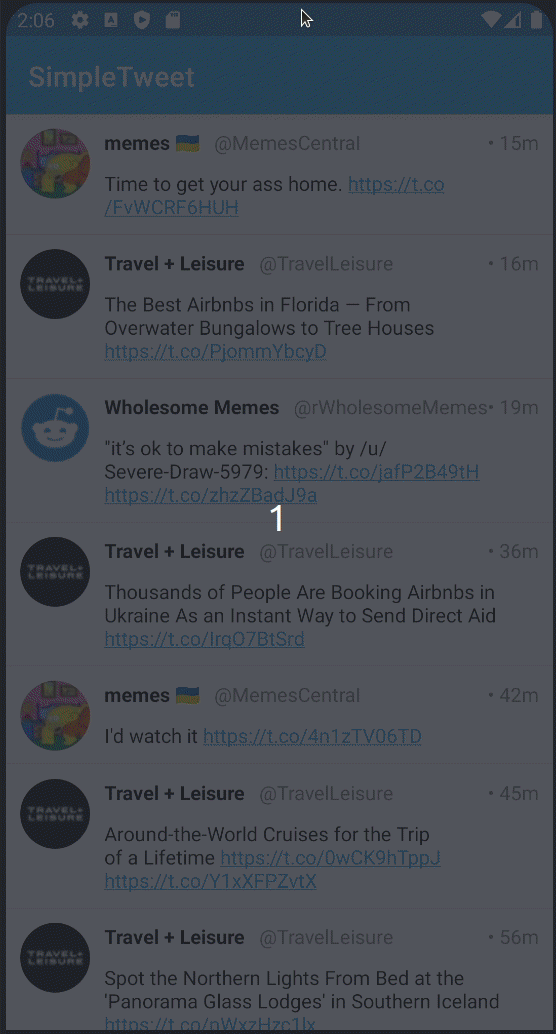 2:06
SimpleTweet
memes 🇺🇦 @MemesCentral • 15m
Time to get your ass home. https://t.co
/FvWCRF6HUH
TRAVEL+
LEISURE
Travel + Leisure @TravelLeisure • 16m
The Best Airbnbs in Florida — From
Overwater Bungalows to Tree Houses
https://t.co/PjommYbcyD
Wholesome Memes @rWholesomeMemes • 19m
"it's ok to make mistakes" by /u/
Severe-Draw-5979: https://t.co/jafP2B49tH
https://t.co/zhzZBadJ9a
1
TRAVEL+
LEISURE
Travel + Leisure @TravelLeisure • 36m
Thousands of People Are Booking Airbnbs in
Ukraine As an Instant Way to Send Direct Aid
https://t.co/IrqO7BtSrd
memes 🇺🇦 @MemesCentral • 42m
I'd watch it https://t.co/4n1zTV06TD
TRAVEL+
LEISURE
Travel + Leisure @TravelLeisure • 45m
Around-the-World Cruises for the Trip
of a Lifetime https://t.co/0wCK9hTppJ
https://t.co/Y1xXFPZvtX
TRAVEL+
LEISURE
Travel + Leisure @TravelLeisure • 56m
Spot the Northern Lights From Bed at the
'Panorama Glass Lodges' in Southern Iceland
https://t.co/nWxzHzc1lx